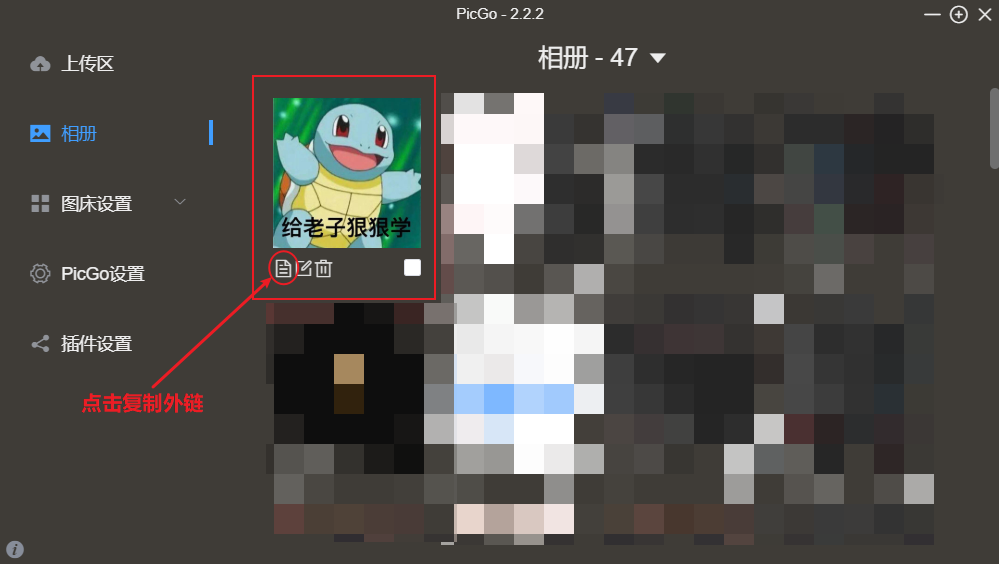 PicGo - 2.2.2
上传区
相册
图床设置
PicGo设置
插件设置
相册 - 47
给老子狠狠学
点击复制外链